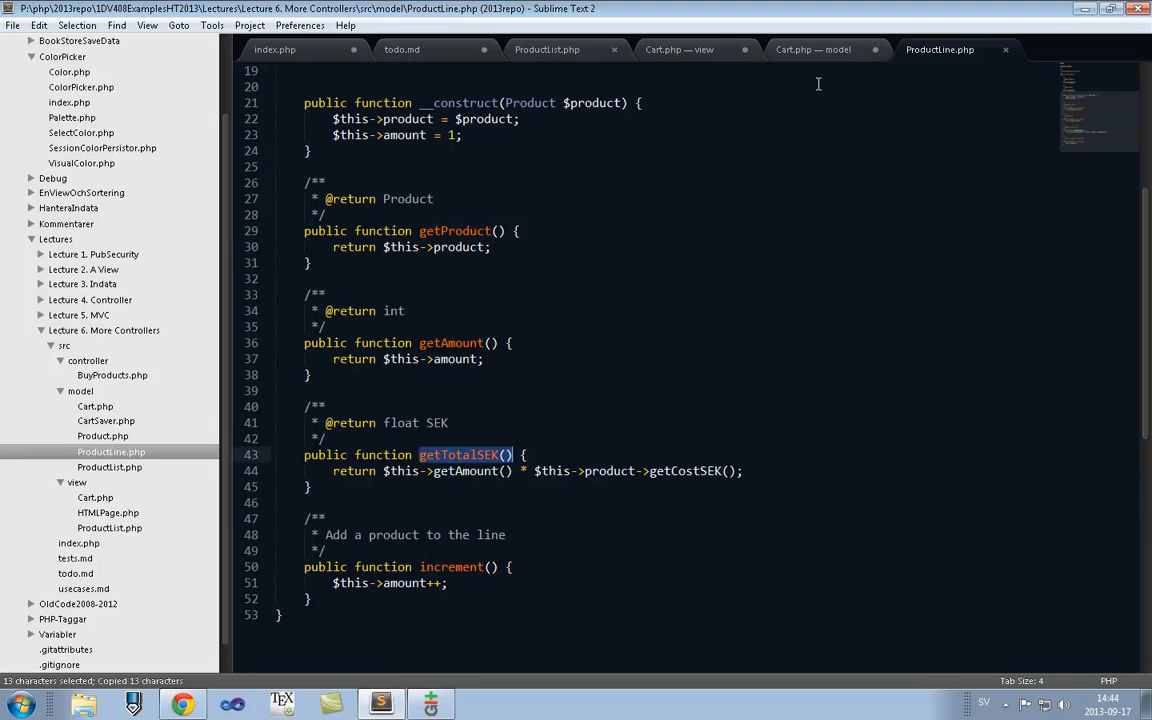 P:\php\2013repo\1DV408ExamplesHT2013\Lectures\Lecture 6. More Controllers\src\model\ProductLine.php (2013repo) - Sublime Text 2
File Edit Selection Find View Goto Tools Project Preferences Help
BookStoreSaveData
ColorPicker
Color.php
ColorPicker.php
index.php
Palette.php
SelectColor.php
SessionColorPersistor.php
VisualColor.php
Debug
EnViewOchSortering
HanteraIndata
Kommentarer
Lectures
Lecture 1. PubSecurity
Lecture 2. A View
Lecture 3. Indata
Lecture 4. Controller
Lecture 5. MVC
Lecture 6. More Controllers
src
controller
BuyProducts.php
model
Cart.php
CartSaver.php
Product.php
ProductLine.php
ProductList.php
view
Cart.php
HTMLPage.php
ProductList.php
index.php
tests.md
todo.md
usecases.md
OldCode2008-2012
PHP-Taggar
Variabler
.gitattributes
.gitignore
index.php todo.md ProductList.php Cart.php — view Cart.php — model ProductLine.php
19
20
21 public function __construct(Product $product) {
22 $this->product = $product;
23 $this->amount = 1;
24 }
25
26 /**
27 * @return Product
28 */
29 public function getProduct() {
30 return $this->product;
31 }
32
33 /**
34 * @return int
35 */
36 public function getAmount() {
37 return $this->amount;
38 }
39
40 /**
41 * @return float SEK
42 */
43 public function getTotalSEK() {
44 return $this->getAmount() * $this->product->getCostSEK();
45 }
46
47 /**
48 * Add a product to the line
49 */
50 public function increment() {
51 $this->amount++;
52 }
53 }
13 characters selected; Copied 13 characters Tab Size: 4 PHP
TEX
SV
14:44
2013-09-17